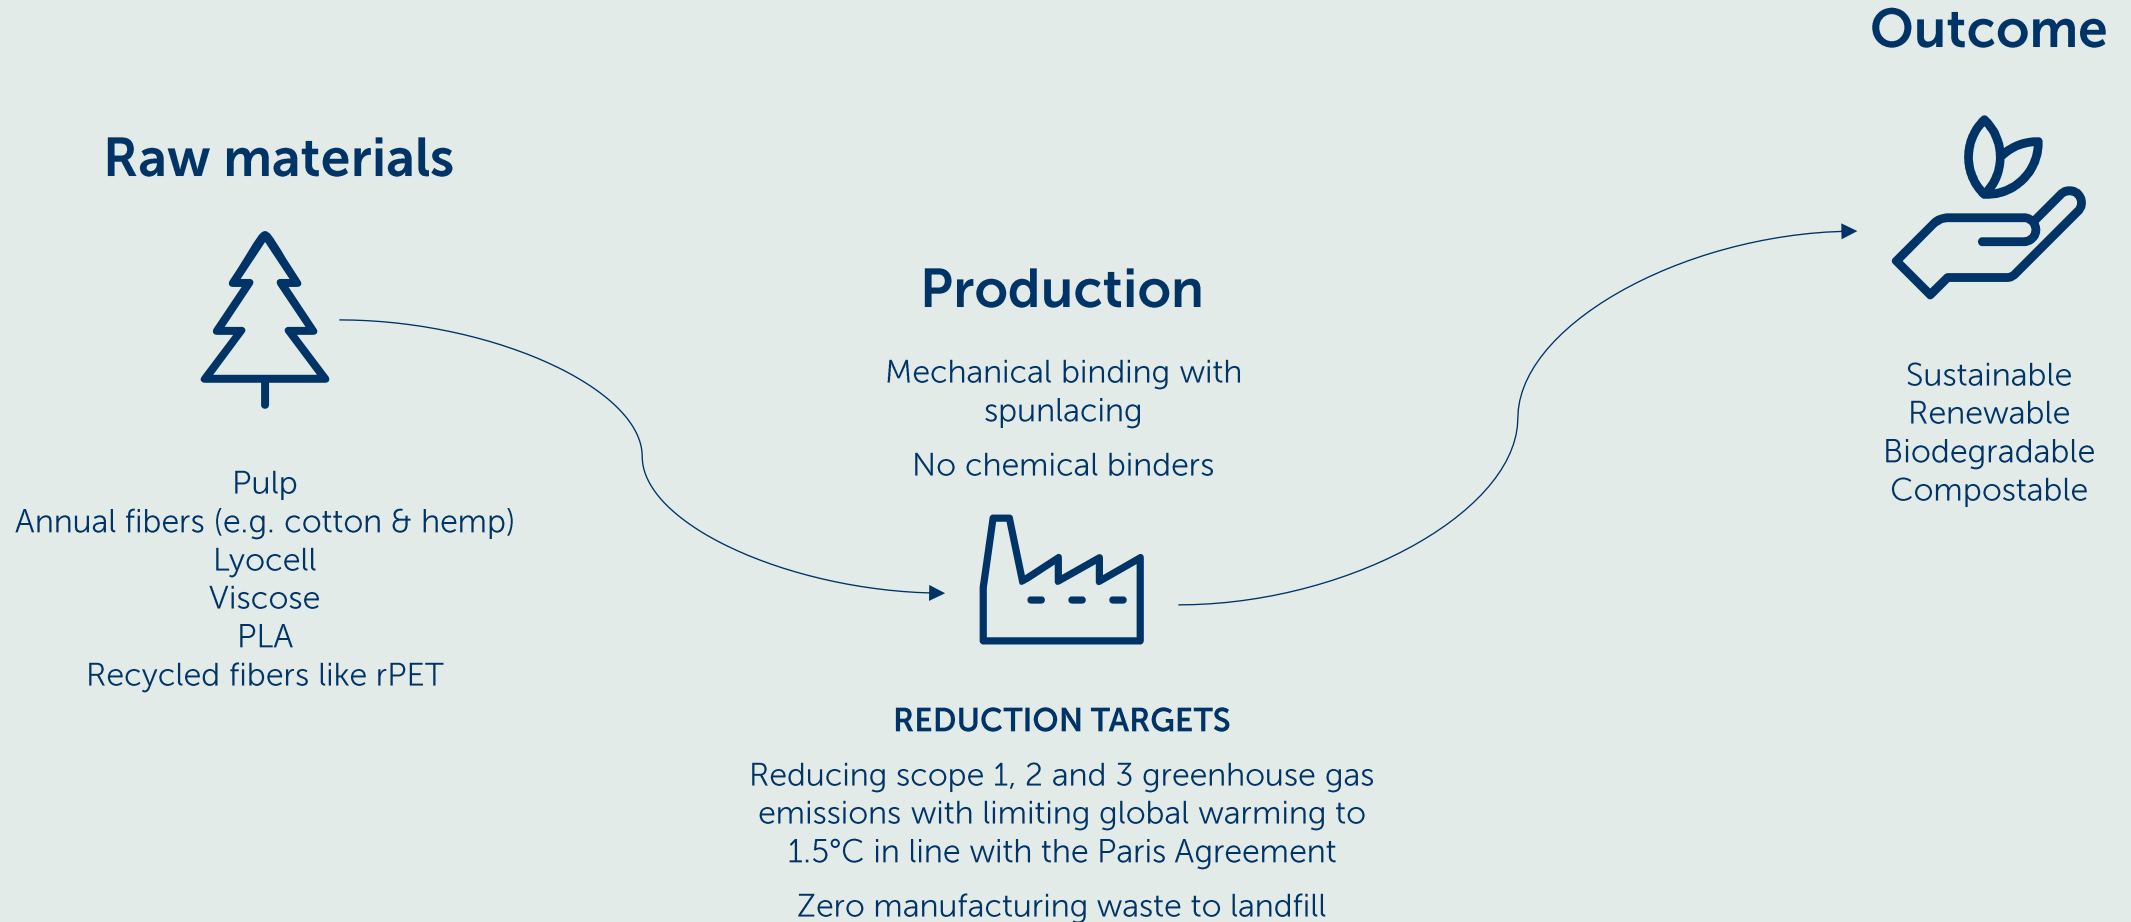 Raw materials
Pulp
Annual fibers (e.g. cotton & hemp)
Lyocell
Viscose
PLA
Recycled fibers like rPET
Production
Mechanical binding with
spunlacing
No chemical binders
REDUCTION TARGETS
Reducing scope 1, 2 and 3 greenhouse gas
emissions with limiting global warming to
1.5°C in line with the Paris Agreement
Zero manufacturing waste to landfill
Outcome
Sustainable
Renewable
Biodegradable
Compostable